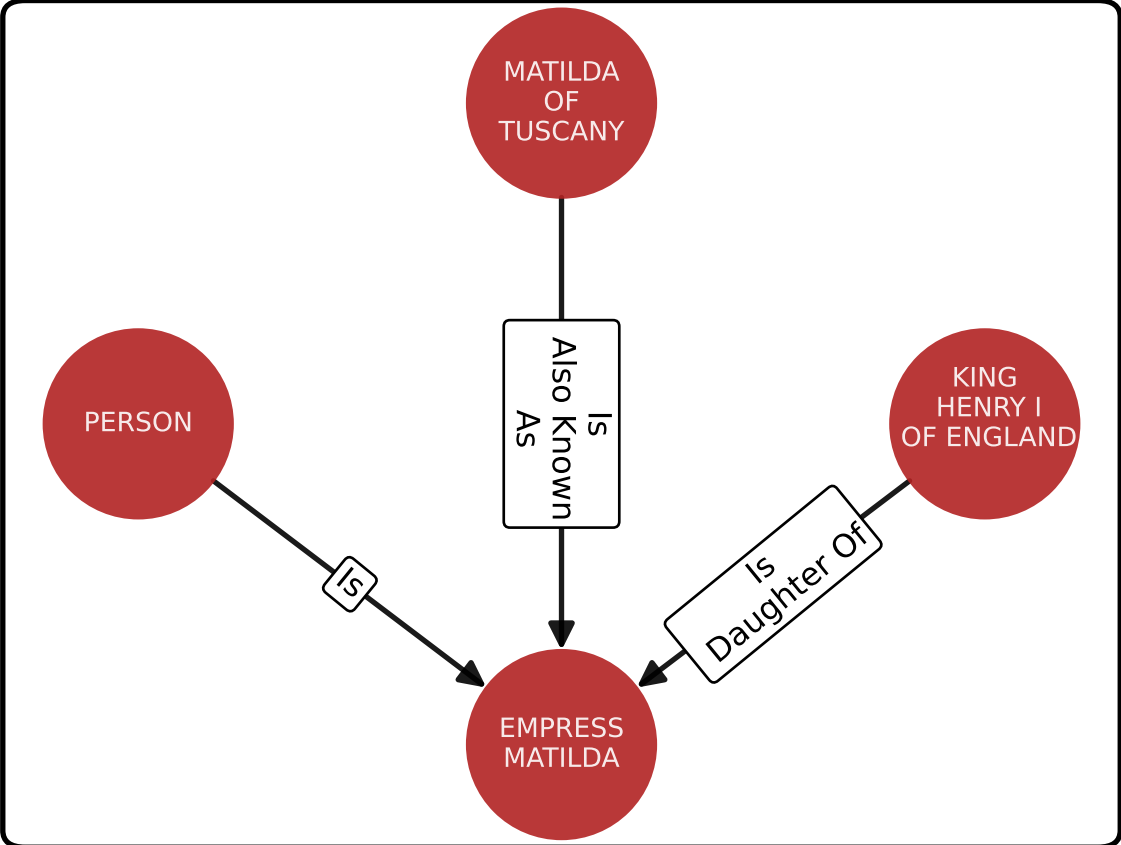 MATILDA
OF
TUSCANY
PERSON
Is
Also Known
As
KING
HENRY I
OF ENGLAND
Is
Is
Daughter Of
EMPRESS
MATILDA